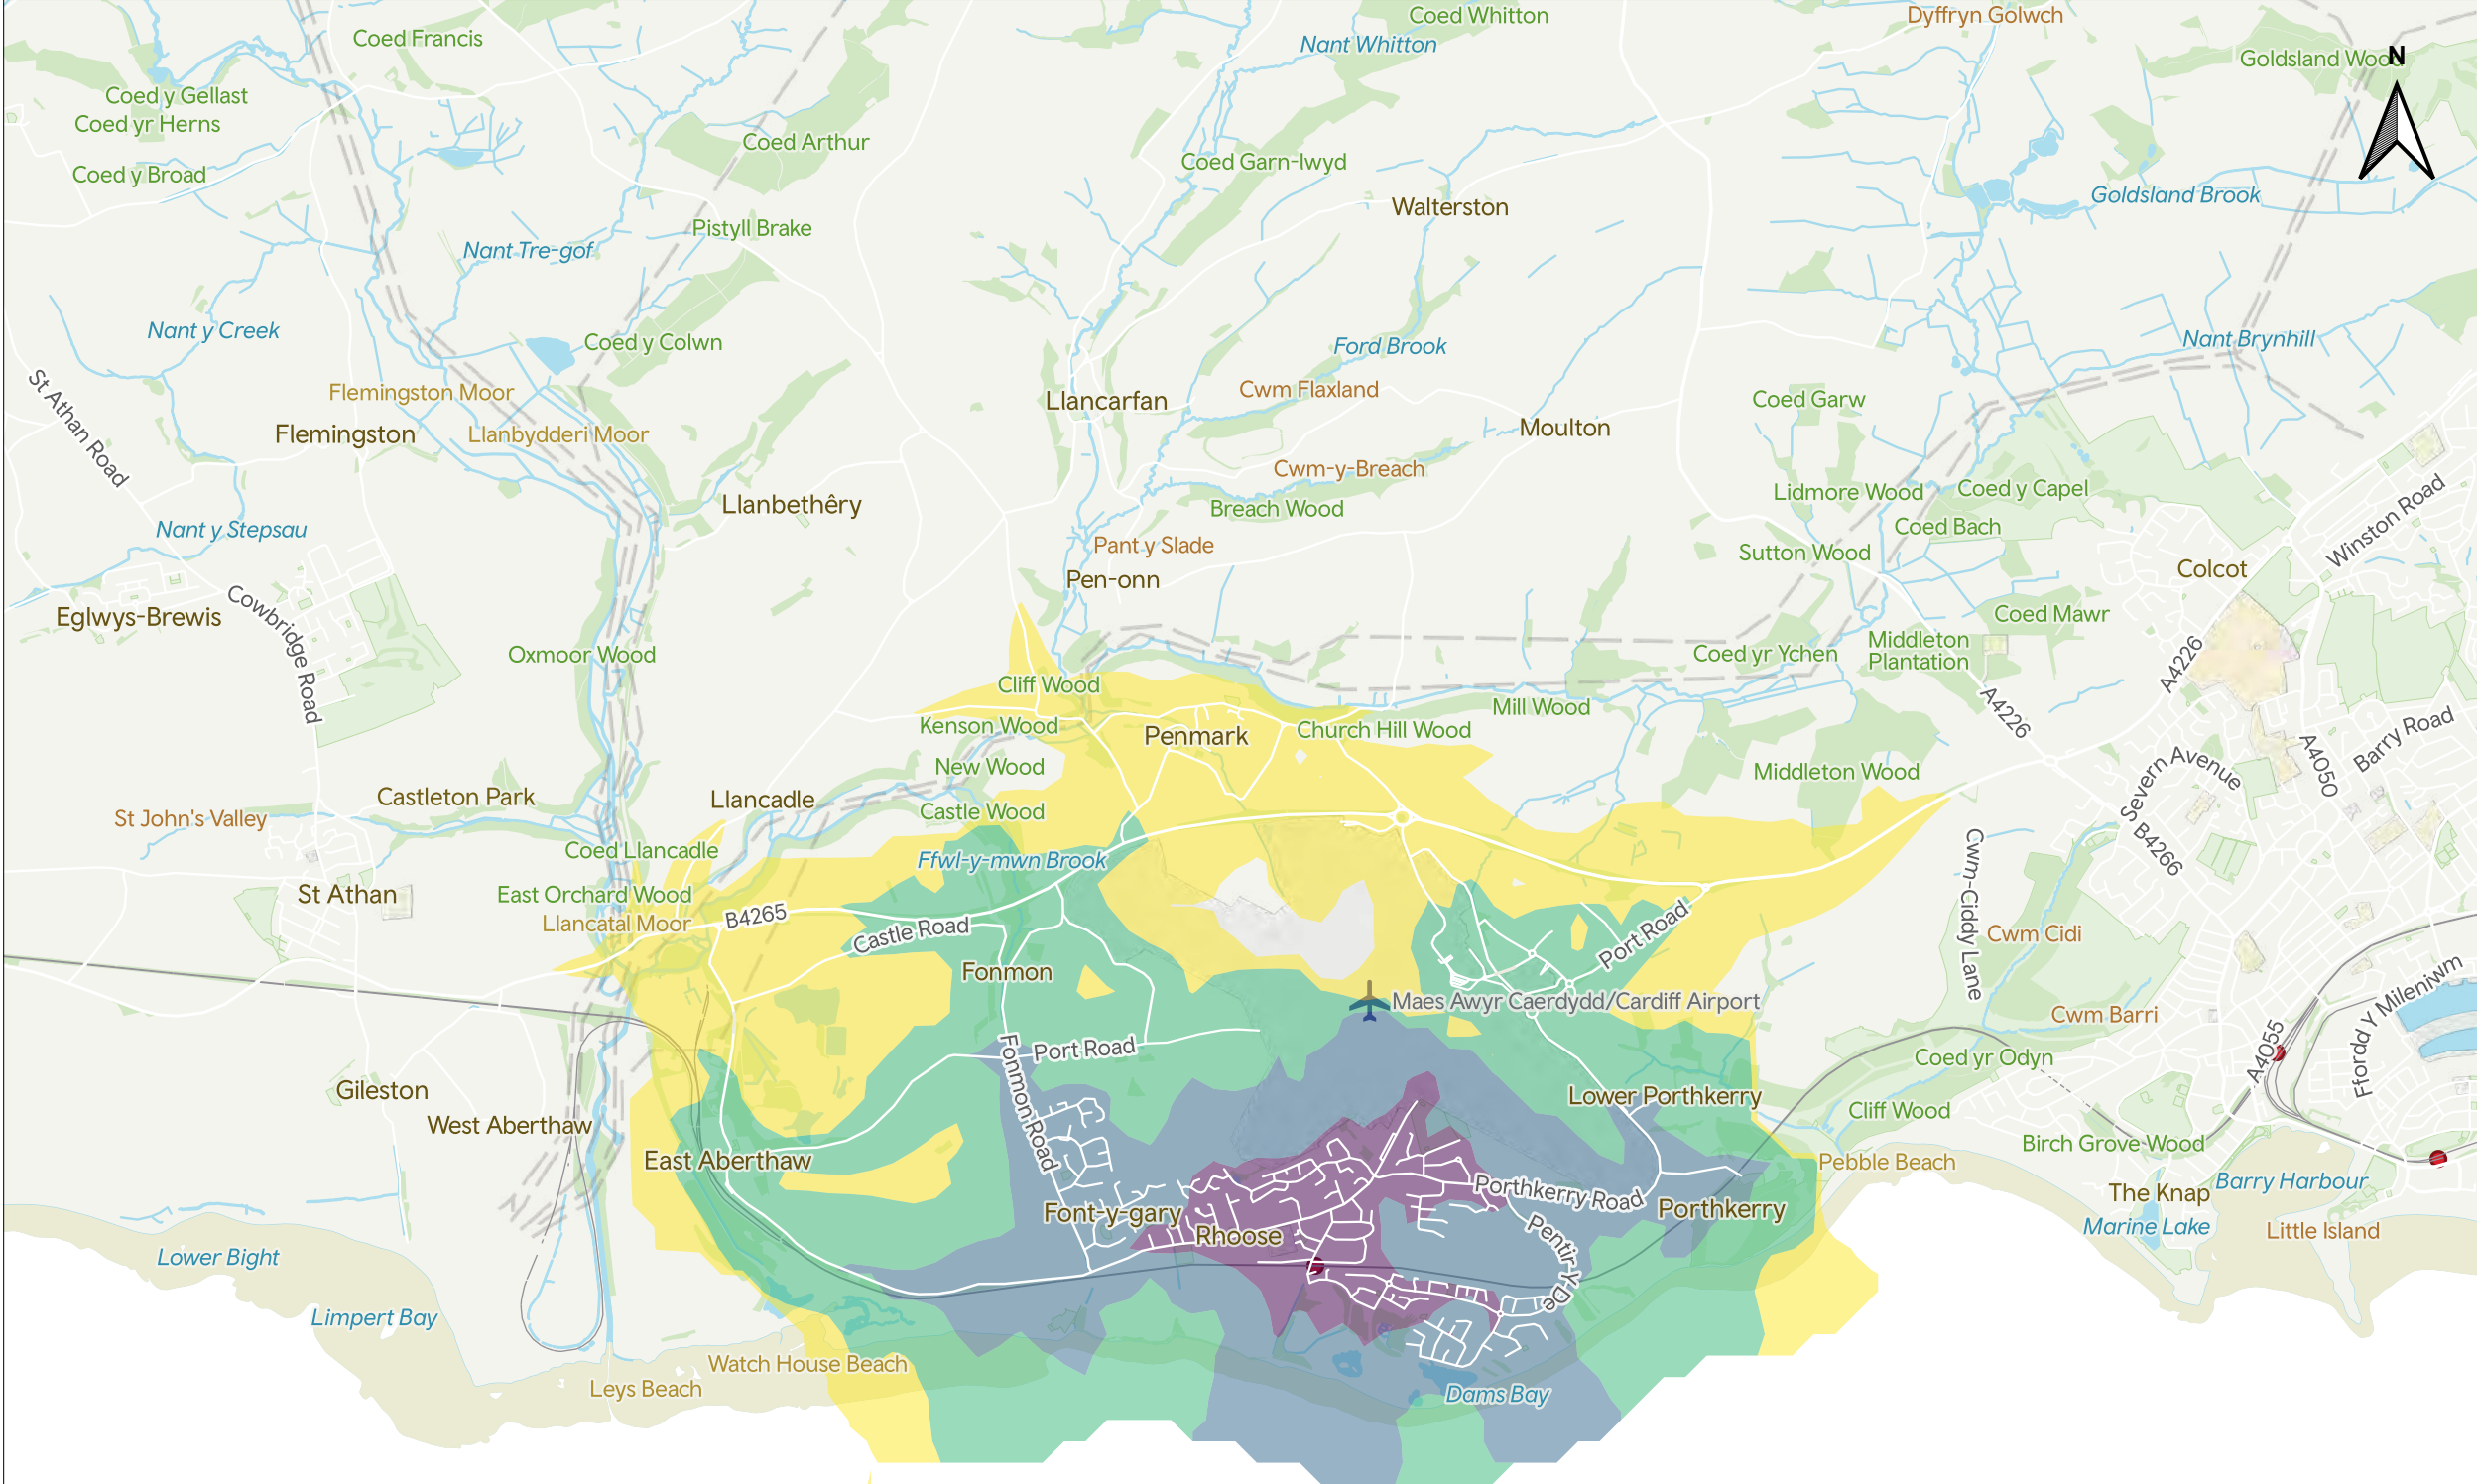 Coed Whitton
Dyffryn Golwch
Coed Francis
Nant Whitton
N
Goldsland Wood
Coed y Gellast
Coed yr Herns
Coed Arthur
Coed Garn-lwyd
Coed y Broad
Goldsland Brook
Walterston
Pistyll Brake
Nant Tre-gof
Nant y Creek
Coed y Colwn
Ford Brook
Nant Brynhill
St Athan Road
Flemingston Moor
Llancarfan
Cwm Flaxland
Coed Garw
Flemingston
Llanbydderi Moor
Moulton
Cwm-y-Breach
Llanbethêry
Breach Wood
Lidmore Wood
Coed y Capel
Winston Road
Nant y Stepsau
Coed Bach
Pant y Slade
Sutton Wood
Pen-onn
Colcot
Eglwys-Brewis
Cowbridge Road
Coed Mawr
Oxmoor Wood
Coed yr Ychen
Middleton
Plantation
A4226
Cliff Wood
Kenson Wood
Penmark
Church Hill Wood
Mill Wood
A4226
Barry Road
New Wood
Middleton Wood
Severn Avenue
A4050
Castleton Park
Llancadle
Castle Wood
St John's Valley
Coed Llancadle
Ffwl-y-mwn Brook
S B4266
Cwm-Ciddy Lane
St Athan
East Orchard Wood
Llancatal Moor
B4265
Castle Road
Port Road
Cwm Cidi
Fonmon
Maes Awyr Caerdydd/Cardiff Airport
Cwm Barri
Ffordd Y Mileniwm
Port Road
A4055
Coed yr Odyn
Gileston
Fonmon Road
Lower Porthkerry
Cliff Wood
West Aberthaw
Birch Grove Wood
East Aberthaw
Pebble Beach
Porthkerry Road
The Knap
Barry Harbour
Font-y-gary
Rhoose
Porthkerry
Marine Lake
Little Island
Lower Bight
Pentir Y De
Limpert Bay
Watch House Beach
Leys Beach
Dams Bay